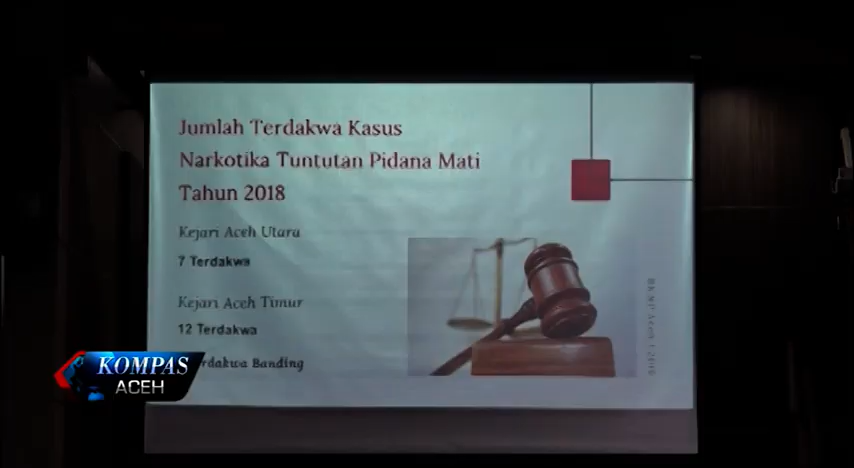 Jumlah Terdakwa Kasus
Narkotika Tuntutan Pidana Mati
Tahun 2018
Kejari Aceh Utara
7 Terdakwa
Kejari Aceh Timur
12 Terdakwa
Banding
KOMPAS
ACEH